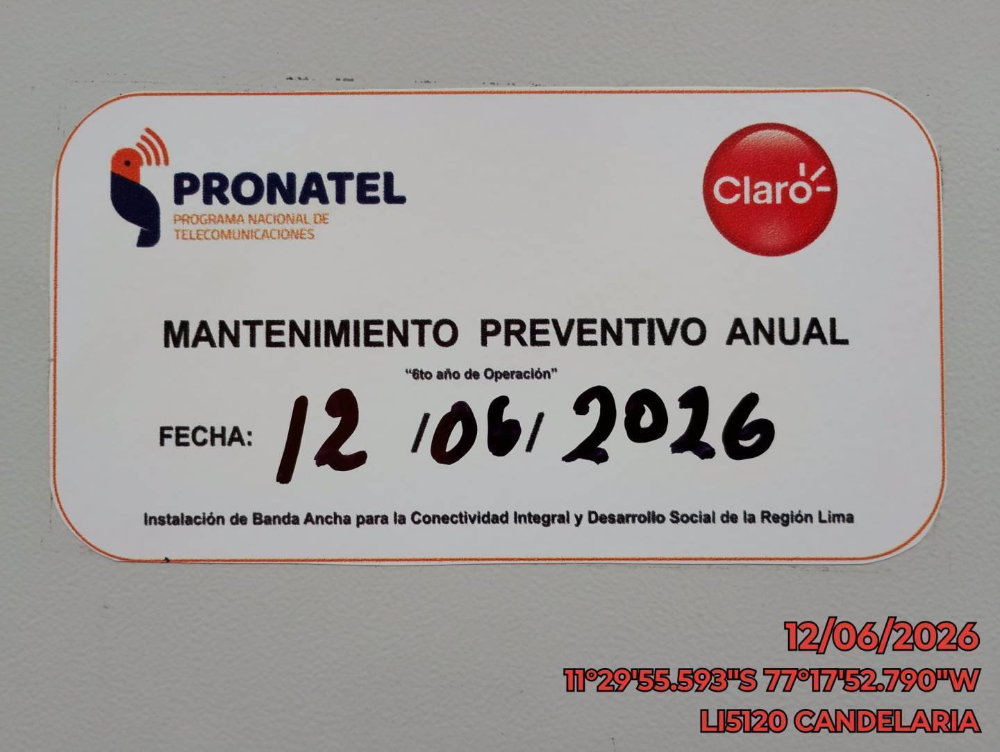 PRONATEL
PROGRAMA NACIONAL DE
TELECOMUNICACIONES
Claro
MANTENIMIENTO PREVENTIVO ANUAL
“6to año de Operación”
FECHA: 12/06/2026
Instalación de Banda Ancha para la Conectividad Integral y Desarrollo Social de la Región Lima
12/06/2026
11°29'55.593"S 77°17'52.790"W
LI5120 CANDELARIA